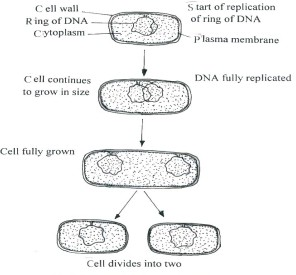 Cell wall
Start of replication
of ring of DNA
Ring of DNA
Cytoplasm
Plasma membrane
Cell continues
to grow in size
DNA fully replicated
Cell fully grown
Cell divides into two